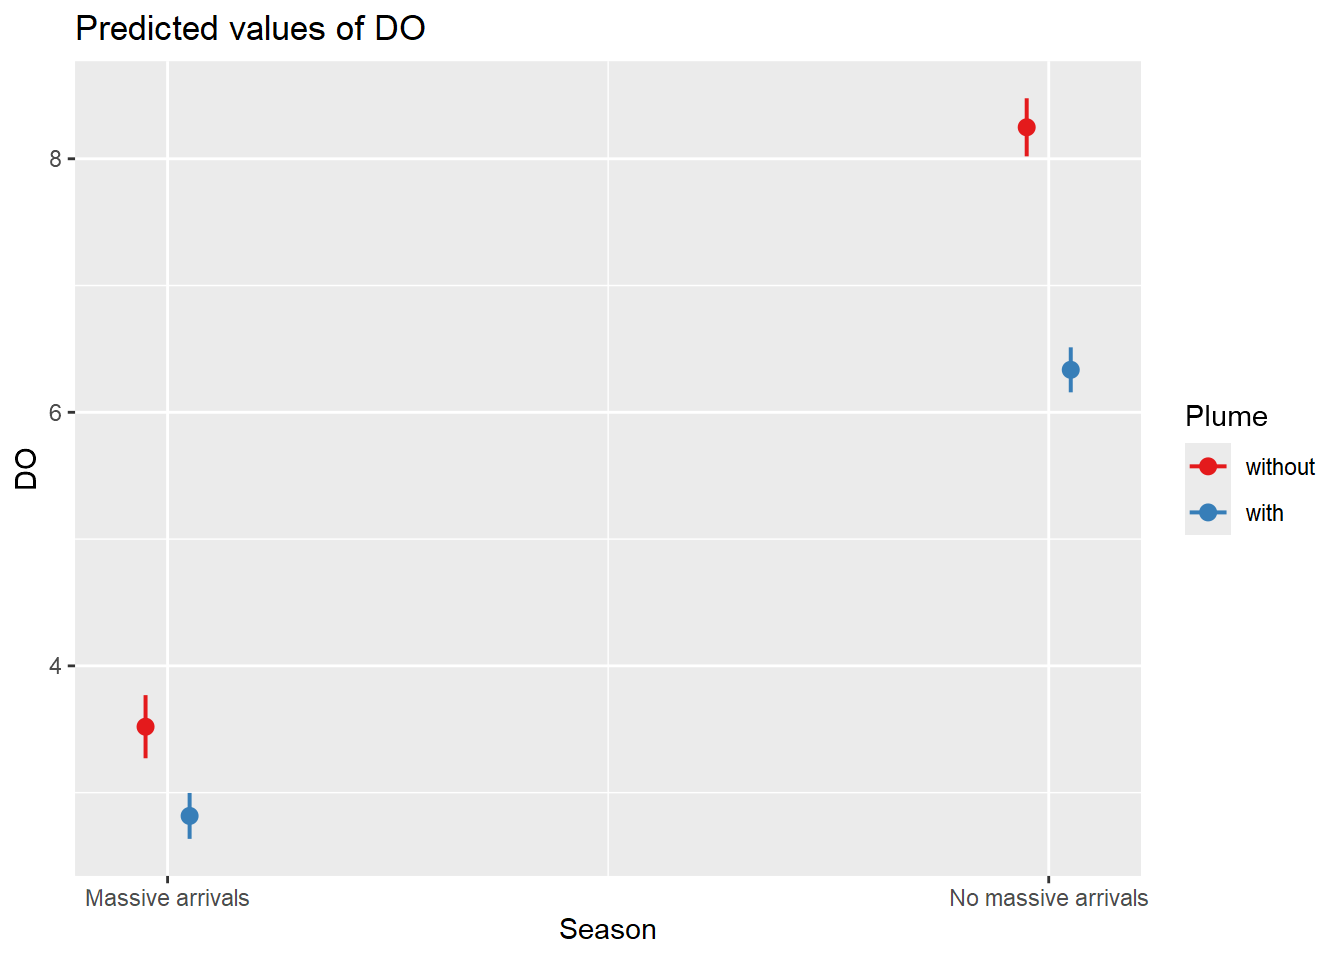 Predicted values of DO
8
6
4
DO
Massive arrivals
No massive arrivals
Season
Plume
without
with